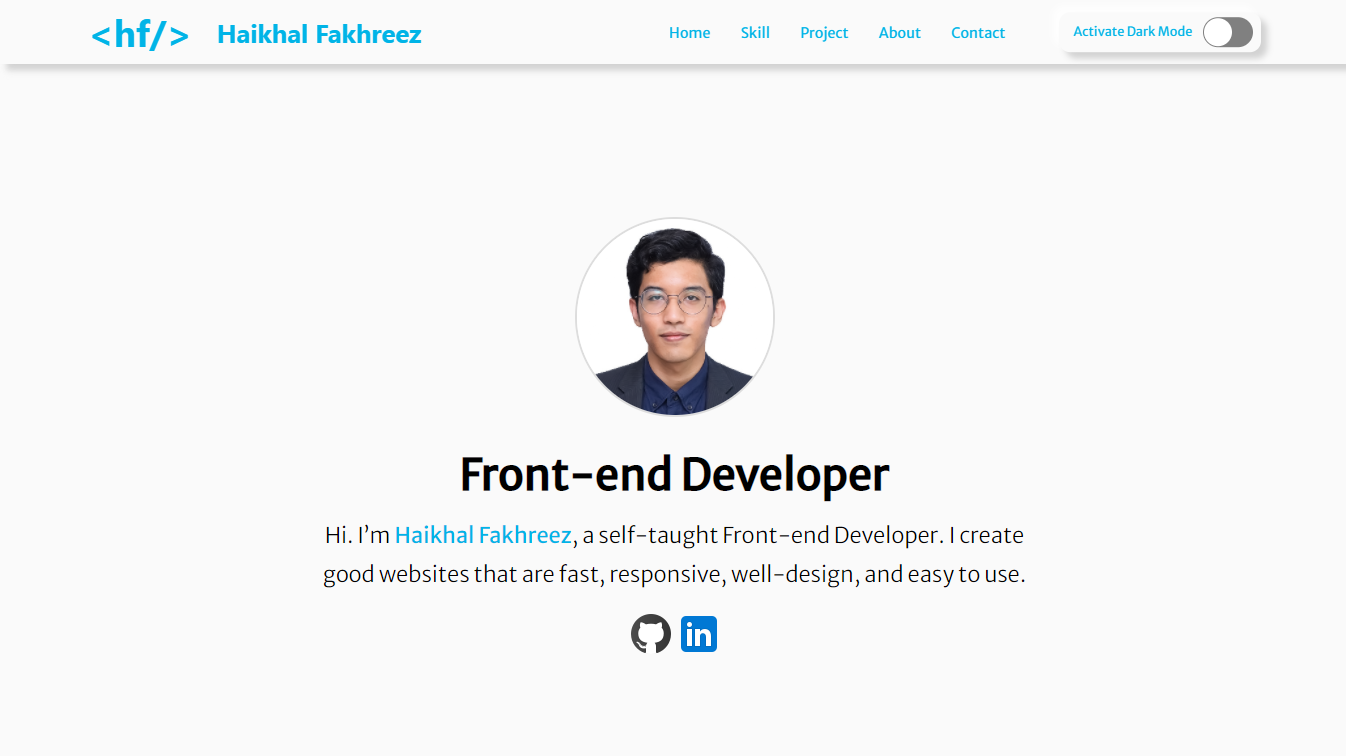 <hf/> Haikhal Fakhreez Home Skill Project About Contact Activate Dark Mode
Front-end Developer
Hi. I’m Haikhal Fakhreez, a self-taught Front-end Developer. I create
good websites that are fast, responsive, well-design, and easy to use.
in